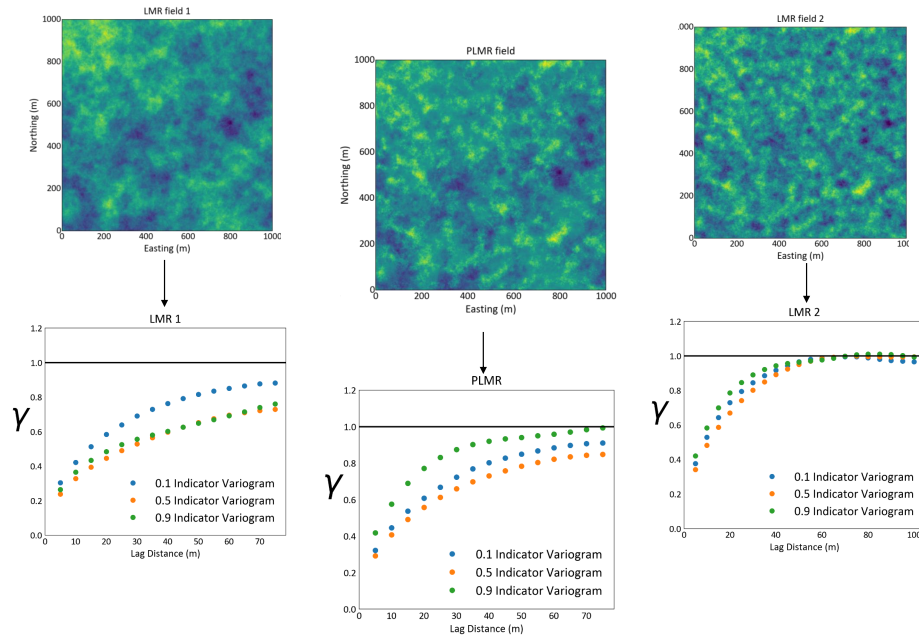 LMR field 1
1000
800
600
400
200
0
Northing (m)
0 200 400 600 800 1000
Easting (m)
PLMR field
1000
800
600
400
200
0
Northing (m)
0 200 400 600 800 1000
Easting (m)
LMR field 2
.000
800
600
400
200
0
0 200 400 600 800 1000
Easting (m)
LMR 1
1.2
1.0
0.8
0.6
0.4
0.2
0.0
γ
0.1 Indicator Variogram
0.5 Indicator Variogram
0.9 Indicator Variogram
0 10 20 30 40 50 60 70
Lag Distance (m)
PLMR
1.2
1.0
0.8
0.6
0.4
0.2
0.0
γ
0.1 Indicator Variogram
0.5 Indicator Variogram
0.9 Indicator Variogram
0 10 20 30 40 50 60 70
Lag Distance (m)
LMR 2
1.2
1.0
0.8
0.6
0.4
0.2
0.0
γ
0.1 Indicator Variogram
0.5 Indicator Variogram
0.9 Indicator Variogram
0 20 40 60 80 100
Lag Distance (m)